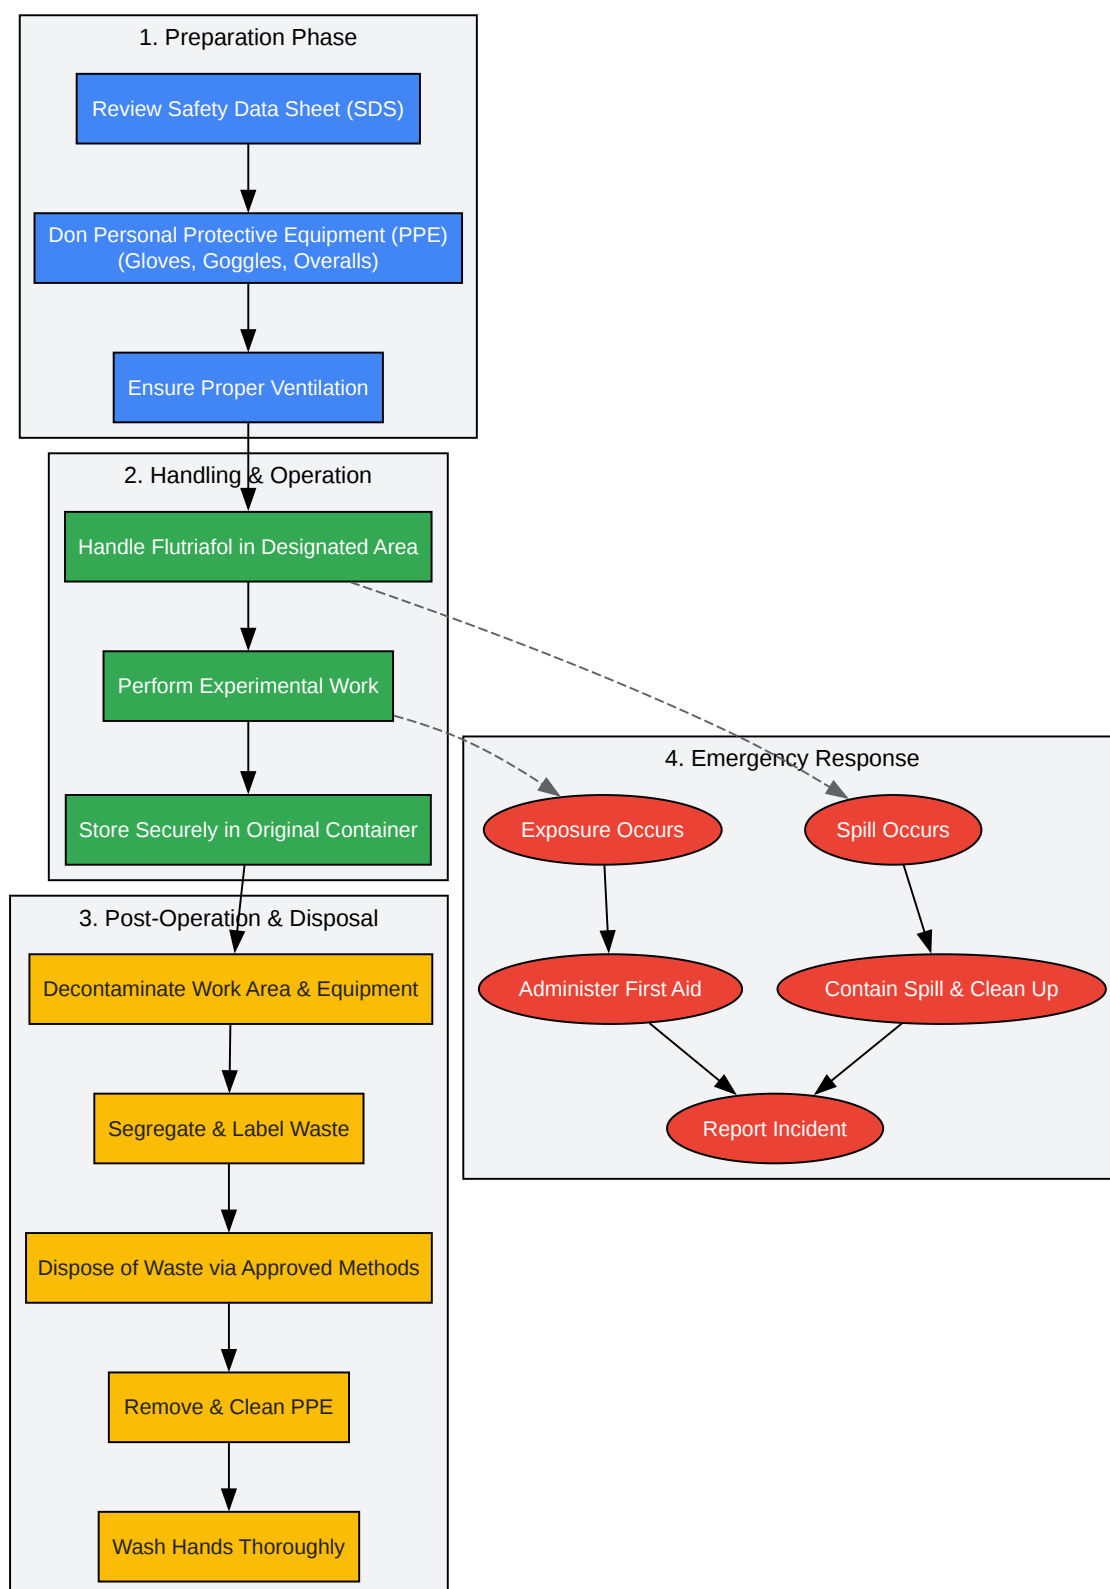 1. Preparation Phase
Review Safety Data Sheet (SDS)
Don Personal Protective Equipment (PPE)
(Gloves, Goggles, Overalls)
Ensure Proper Ventilation
2. Handling & Operation
Handle Flutriafol in Designated Area
Perform Experimental Work
Store Securely in Original Container
3. Post-Operation & Disposal
Decontaminate Work Area & Equipment
Segregate & Label Waste
Dispose of Waste via Approved Methods
Remove & Clean PPE
Wash Hands Thoroughly
4. Emergency Response
Exposure Occurs
Spill Occurs
Administer First Aid
Contain Spill & Clean Up
Report Incident